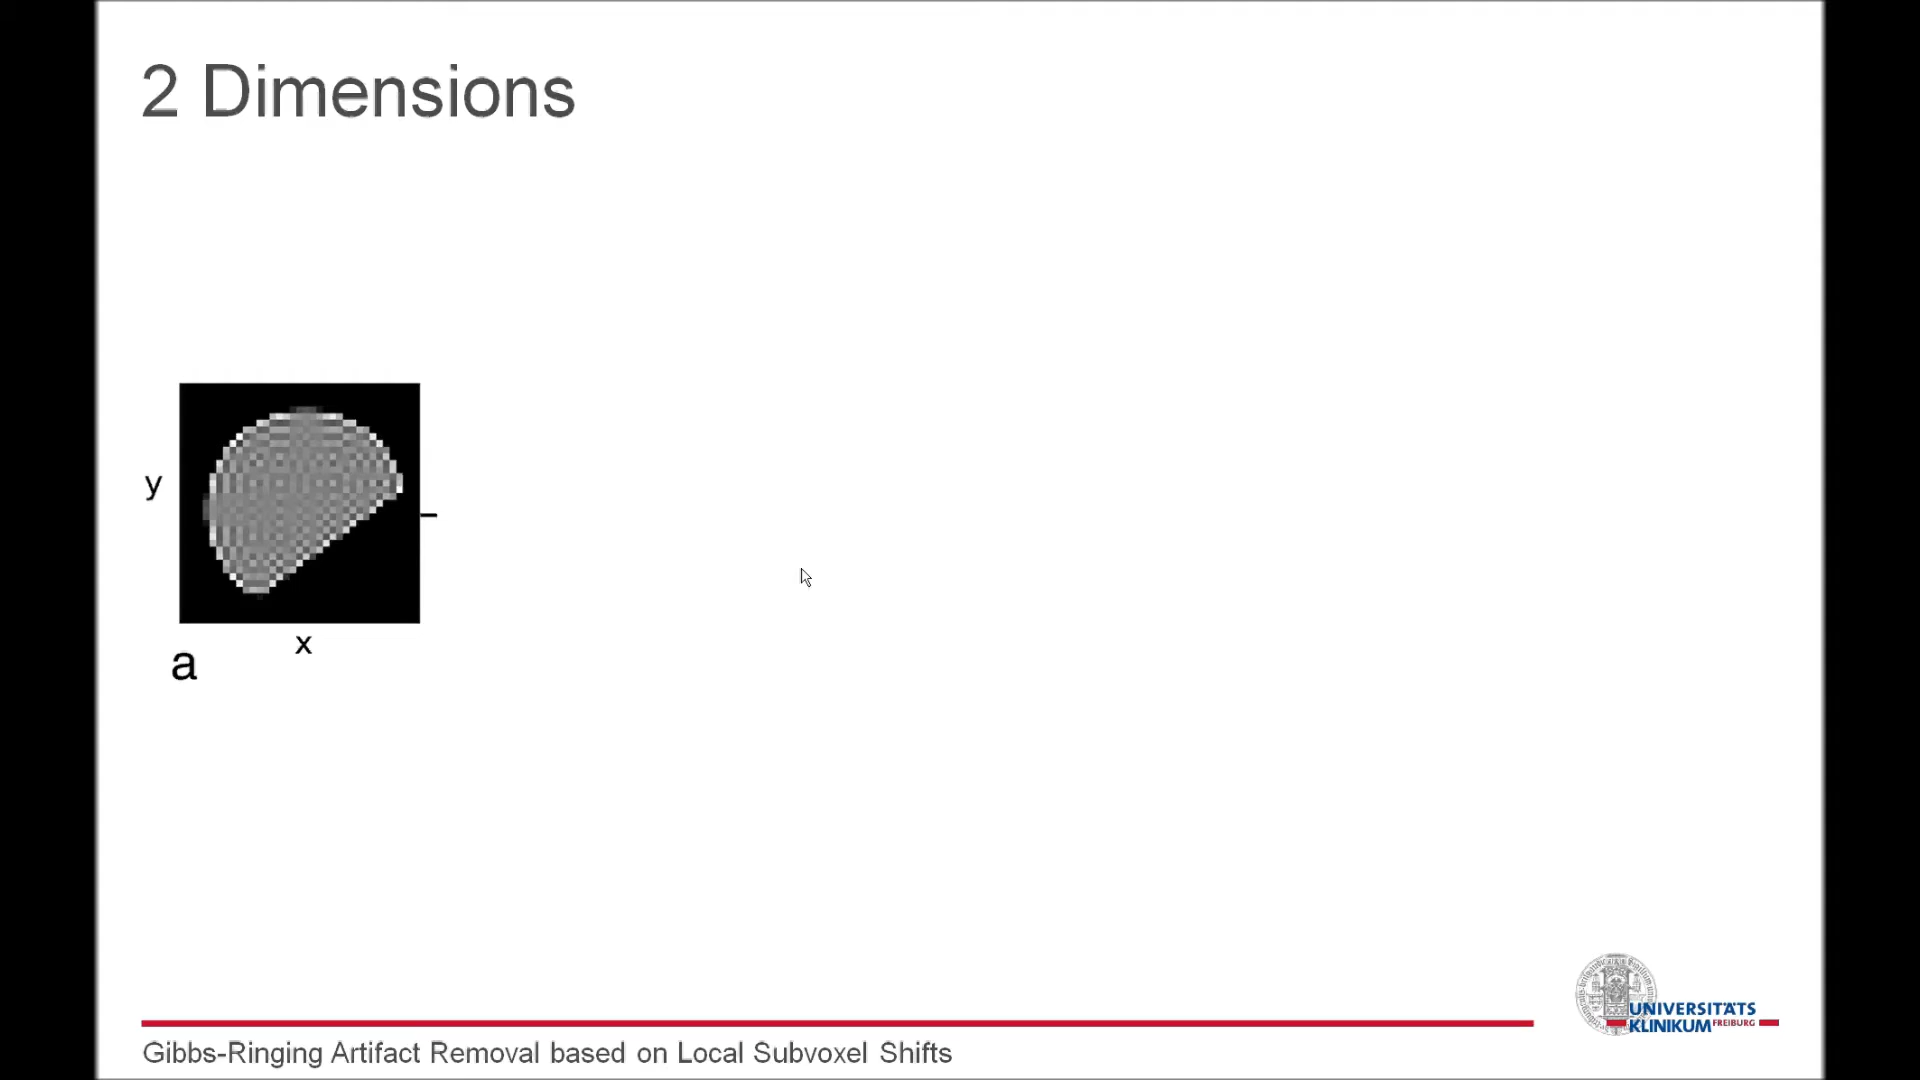 2 Dimensions
y
x
a
UNIVERSITÄTS
KLINIKUM FREIBURG
Gibbs-Ringing Artifact Removal based on Local Subvoxel Shifts